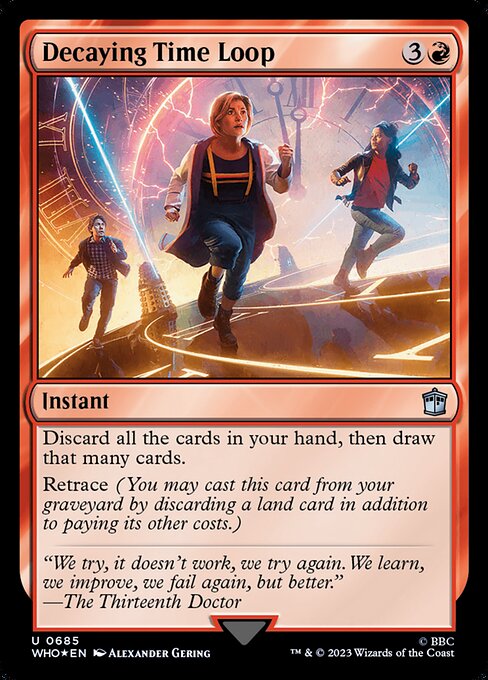 Decaying Time Loop 3
Instant
Discard all the cards in your hand, then draw
that many cards.
Retrace (You may cast this card from your
graveyard by discarding a land card in addition
to paying its other costs.)
“We try, it doesn’t work, we try again. We learn,
we improve, we fail again, but better.”
—The Thirteenth Doctor
U 0685
WHO★EN Alexander Gering
© BBC
™ & © 2023 Wizards of the Coast